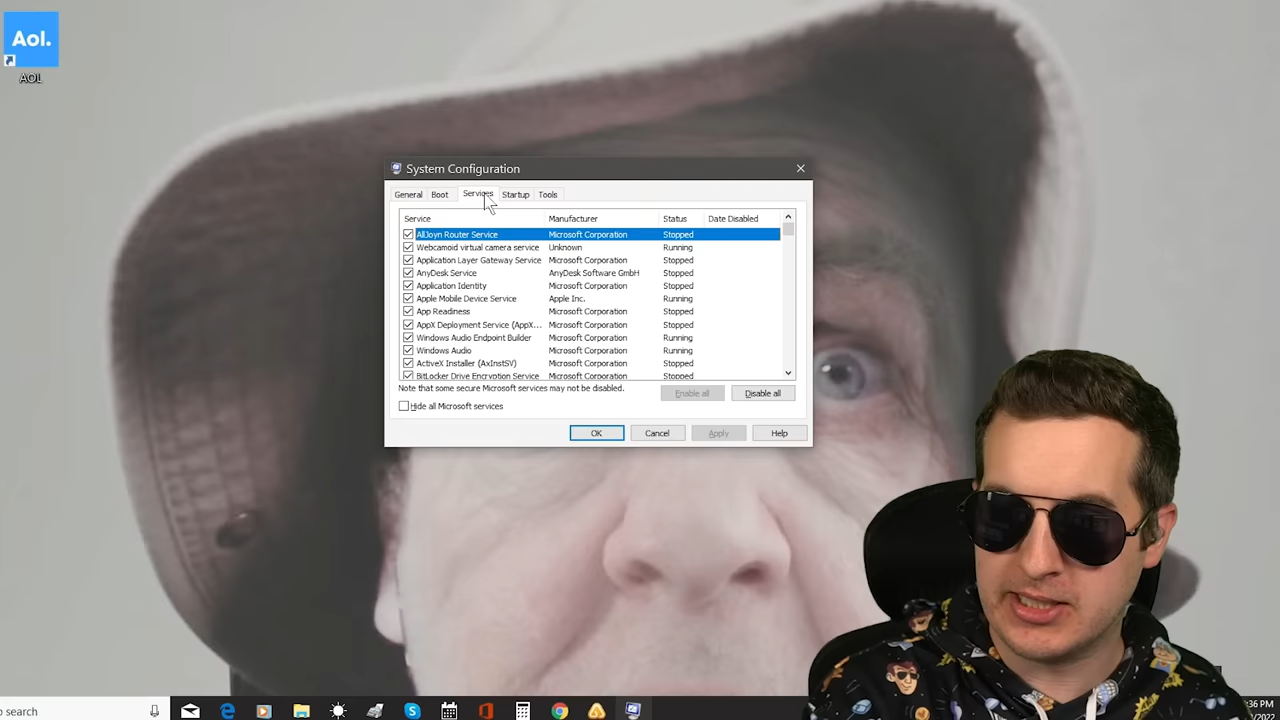 Aol.
AOL
System Configuration
General Boot Services Startup Tools
Service Manufacturer Status Date Disabled
AllJoyn Router Service Microsoft Corporation Stopped
Webcamoid virtual camera service Unknown Running
Application Layer Gateway Service Microsoft Corporation Stopped
AnyDesk Service AnyDesk Software GmbH Stopped
Application Identity Microsoft Corporation Stopped
Apple Mobile Device Service Apple Inc. Running
App Readiness Microsoft Corporation Stopped
AppX Deployment Service (AppX... Microsoft Corporation Stopped
Windows Audio Endpoint Builder Microsoft Corporation Running
Windows Audio Microsoft Corporation Running
ActiveX Installer (AxInstSV) Microsoft Corporation Stopped
BitLocker Drive Encryption Service Microsoft Corporation Stopped
Note that some secure Microsoft services may not be disabled.
Enable all Disable all
Hide all Microsoft services
OK Cancel Apply Help
search
:36 PM